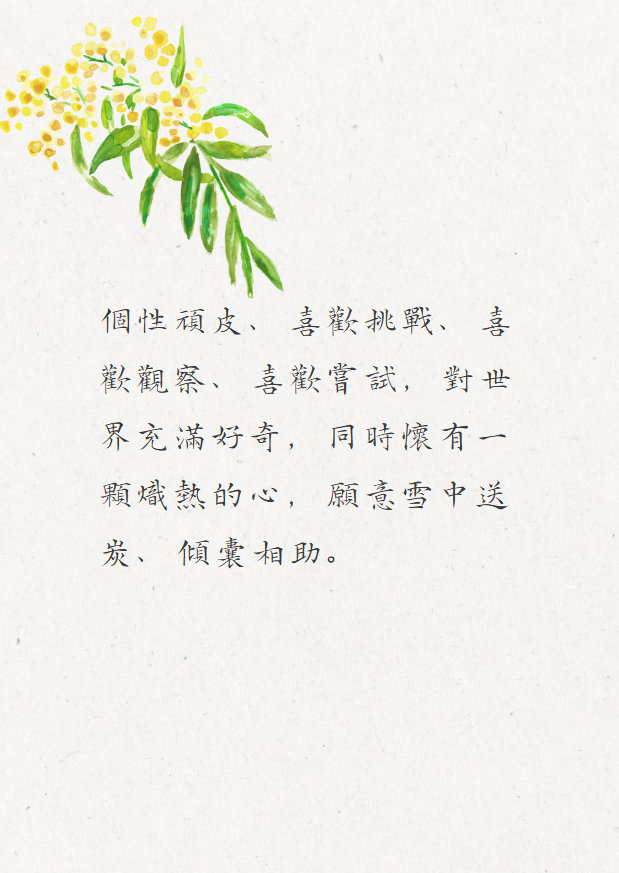 個性頑皮、 喜歡挑戰、 喜
歡觀察、 喜歡嘗試， 對世
界充滿好奇， 同時懷有一
顆熾熱的心， 願意雪中送
炭、 傾囊相助。